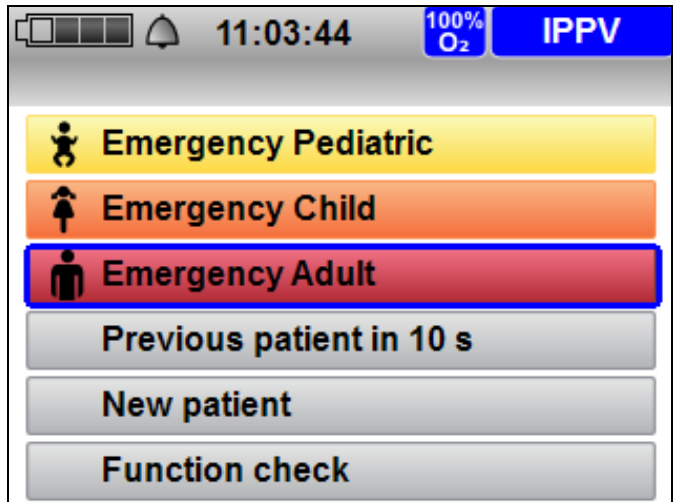 11:03:44
100%
O₂
IPPV
Emergency Pediatric
Emergency Child
Emergency Adult
Previous patient in 10 s
New patient
Function check